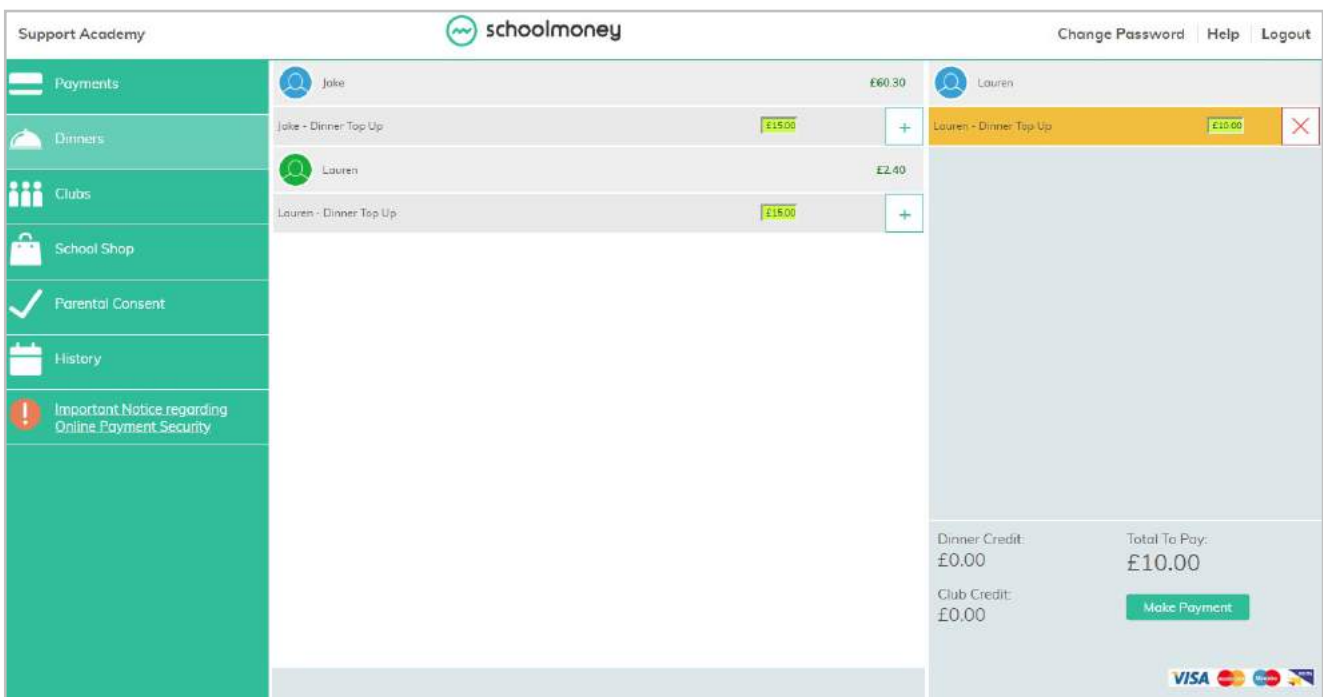 Support Academy
schoolmoney
Change Password Help Logout
Payments
Dinners
Clubs
School Shop
Parental Consent
History
Important Notice regarding
Online Payment Security
Jake £60.30
Jake - Dinner Top Up £15.00 +
Lauren £2.40
Lauren - Dinner Top Up £15.00 +
Lauren
Lauren - Dinner Top Up £10.00
Dinner Credit:
£0.00
Club Credit:
£0.00
Total To Pay:
£10.00
Make Payment
VISA